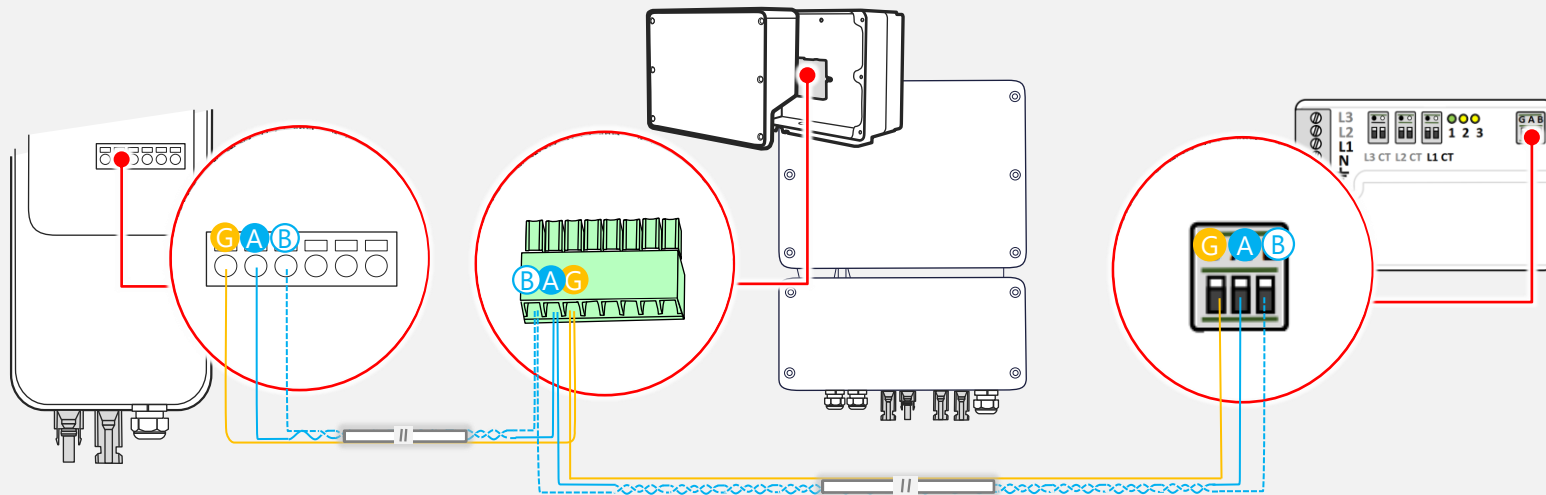 G A B
B A G
L3
L2
L1
N
L3 CT L2 CT L1 CT
1 2 3
G A B
G A B